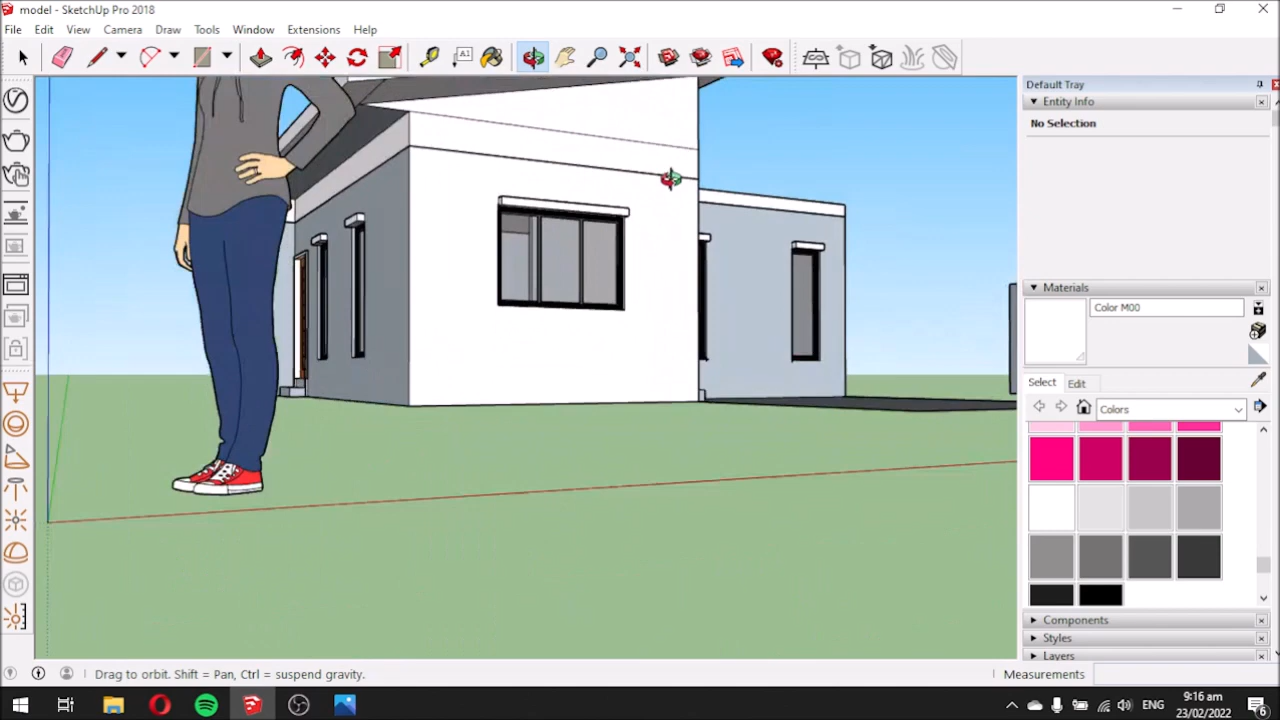 model - SketchUp Pro 2018
File Edit View Camera Draw Tools Window Extensions Help
A1
Default Tray
Entity Info
No Selection
Materials
Color M00
Select Edit
Colors
Components
Styles
Layers
Drag to orbit. Shift = Pan, Ctrl = suspend gravity.
Measurements
ENG
9:16 am
23/02/2022
6